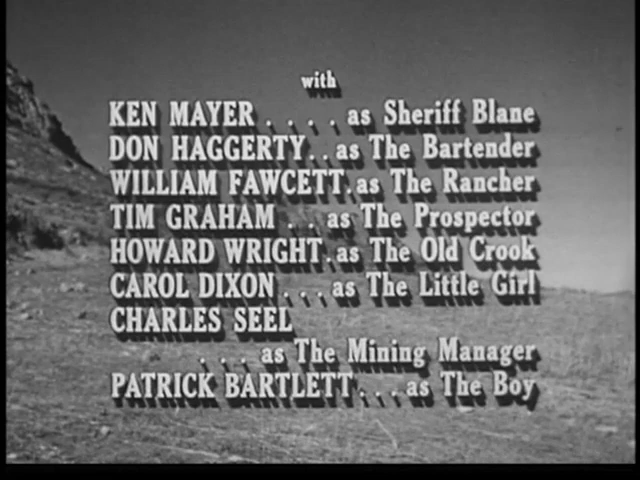 with
KEN MAYER . . . . as Sheriff Blane
DON HAGGERTY . . as The Bartender
WILLIAM FAWCETT . as The Rancher
TIM GRAHAM . . as The Prospector
HOWARD WRIGHT . as The Old Crook
CAROL DIXON . . . as The Little Girl
CHARLES SEEL
. . . as The Mining Manager
PATRICK BARTLETT . . . as The Boy